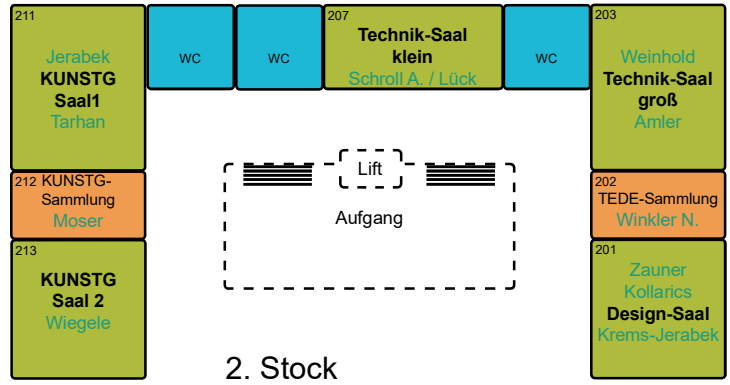 211
Jerabek
KUNSTG
Saal1
Tarhan
WC
WC
207
Technik-Saal
klein
Schroll A. / Lück
WC
203
Weinhold
Technik-Saal
groß
Amler
212 KUNSTG-
Sammlung
Moser
Lift
Aufgang
202
TEDE-Sammlung
Winkler N.
213
KUNSTG
Saal 2
Wiegele
201
Zauner
Kollarics
Design-Saal
Krems-Jerabek
2. Stock